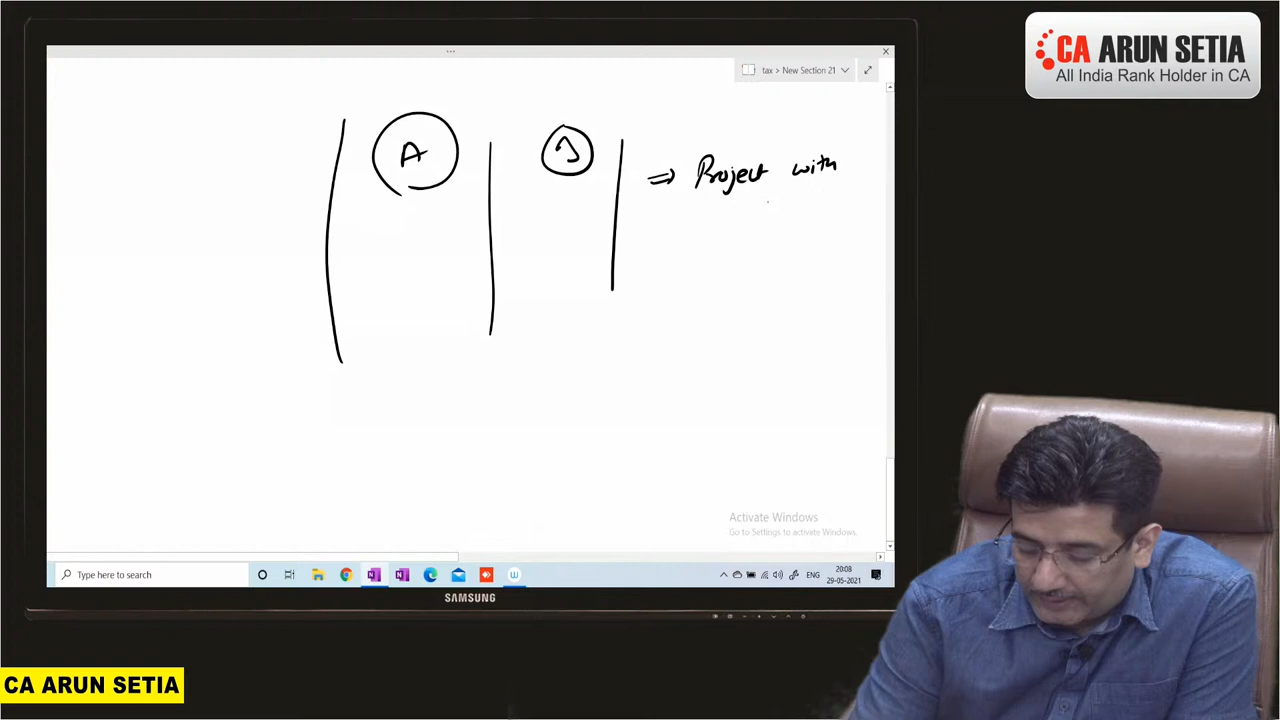 CA ARUN SETIA
All India Rank Holder in CA
tax > New Section 21
A
⇒ Project with
Activate Windows
Go to Settings to activate Windows.
Type here to search
ENG
20:08
29-05-2021
SAMSUNG
CA ARUN SETIA